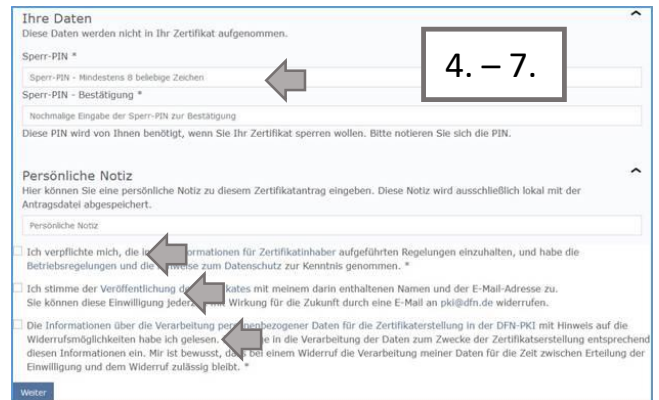 Ihre Daten
Diese Daten werden nicht in Ihr Zertifikat aufgenommen.
Sperr-PIN *
4. – 7.
Sperr-PIN - Mindestens 8 beliebige Zeichen
Sperr-PIN - Bestätigung *
Nochmalige Eingabe der Sperr-PIN zur Bestätigung
Diese PIN wird von Ihnen benötigt, wenn Sie Ihr Zertifikat sperren wollen. Bitte notieren Sie sich die PIN.
Persönliche Notiz
Hier können Sie eine persönliche Notiz zu diesem Zertifikatantrag eingeben. Diese Notiz wird ausschließlich lokal mit der
Antragsdatei abgespeichert.
Persönliche Notiz
Ich verpflichte mich, die in formationen für Zertifikatinhaber aufgeführten Regelungen einzuhalten, und habe die
Betriebsregelungen und die weise zum Datenschutz zur Kenntnis genommen. *
Ich stimme der Veröffentlichung de kates mit meinem darin enthaltenen Namen und der E-Mail-Adresse zu.
Sie können diese Einwilligung jederz Wirkung für die Zukunft durch eine E-Mail an pki@dfn.de widerrufen.
Die Informationen über die Verarbeitung personenbezogener Daten für die Zertifikaterstellung in der DFN-PKI mit Hinweis auf die
Widerrufsmöglichkeiten habe ich gelesen. e in die Verarbeitung der Daten zum Zwecke der Zertifikatserstellung entsprechend
diesen Informationen ein. Mir ist bewusst, da bei einem Widerruf die Verarbeitung meiner Daten für die Zeit zwischen Erteilung der
Einwilligung und dem Widerruf zulässig bleibt. *
Weiter